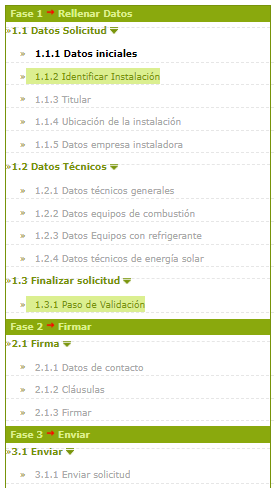 Fase 1 → Rellenar Datos
»1.1 Datos Solicitud
» 1.1.1 Datos iniciales
» 1.1.2 Identificar Instalación
» 1.1.3 Titular
» 1.1.4 Ubicación de la instalación
» 1.1.5 Datos empresa instaladora
»1.2 Datos Técnicos
» 1.2.1 Datos técnicos generales
» 1.2.2 Datos equipos de combustión
» 1.2.3 Datos Equipos con refrigerante
» 1.2.4 Datos técnicos de energía solar
»1.3 Finalizar solicitud
» 1.3.1 Paso de Validación
Fase 2 → Firmar
»2.1 Firma
» 2.1.1 Datos de contacto
» 2.1.2 Cláusulas
» 2.1.3 Firmar
Fase 3 → Enviar
»3.1 Enviar
» 3.1.1 Enviar solicitud